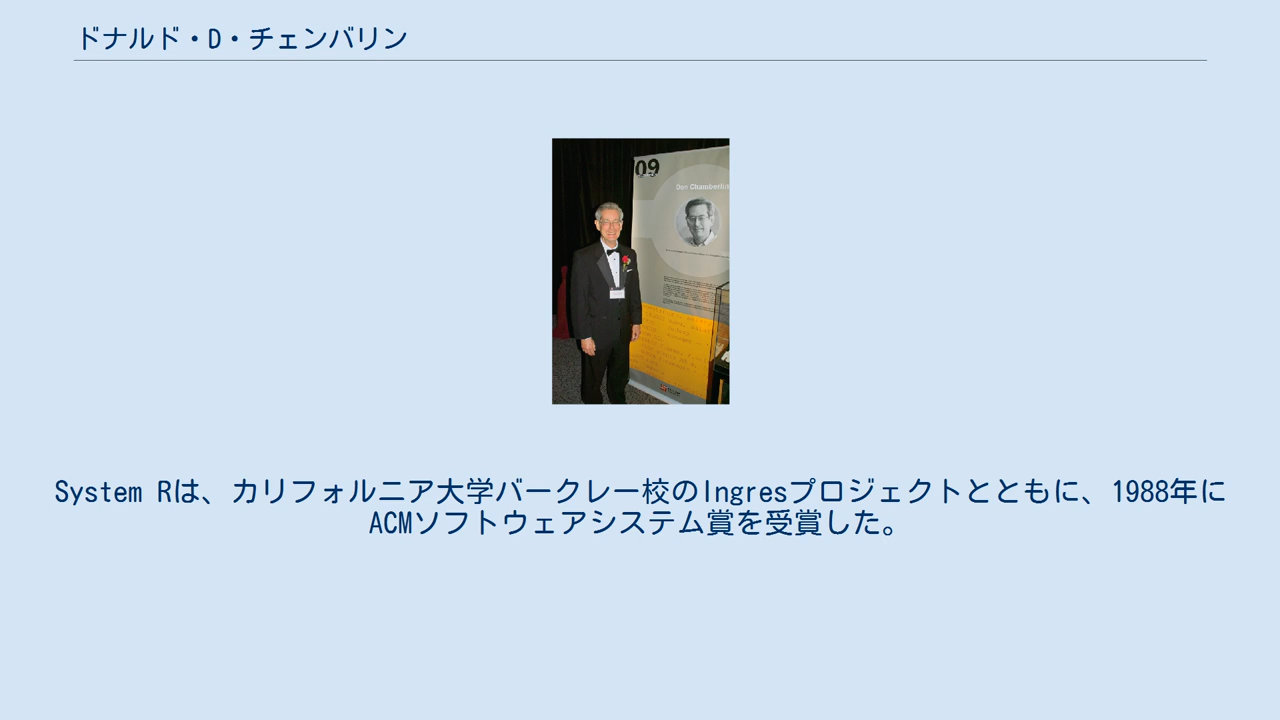 ドナルド・D・チェンバリン
09
Don Chamberlin
System Rは、カリフォルニア大学バークレー校のIngresプロジェクトとともに、1988年に
ACMソフトウェアシステム賞を受賞した。